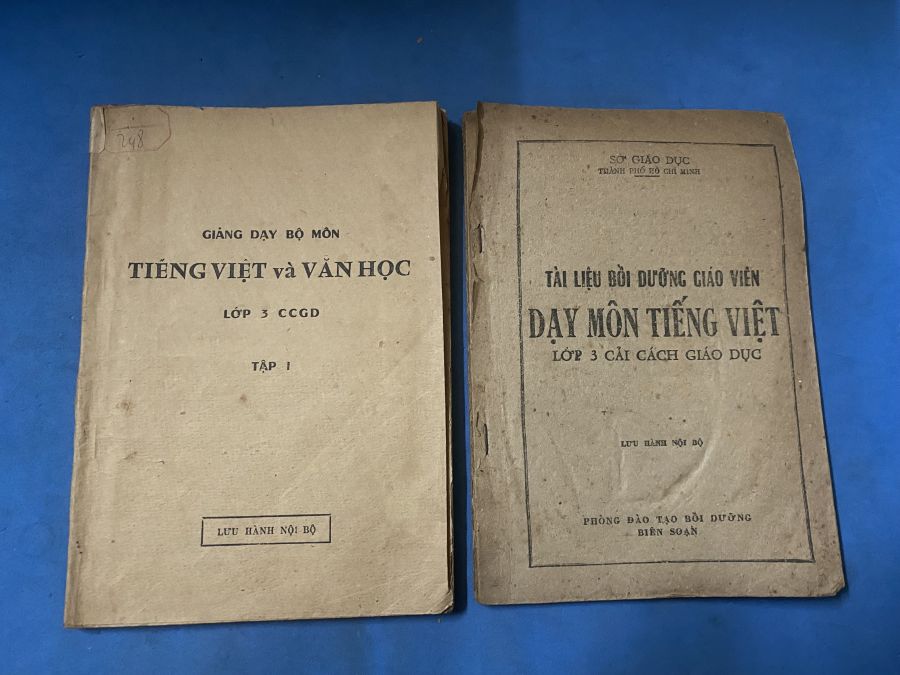 248
GIẢNG DẠY BỘ MÔN
TIẾNG VIỆT và VĂN HỌC
LỚP 3 CCGD
TẬP I
LƯU HÀNH NỘI BỘ
SỞ GIÁO DỤC
THÀNH PHỐ HỒ CHÍ MINH
TÀI LIỆU BỒI DƯỠNG GIÁO VIÊN
DẠY MÔN TIẾNG VIỆT
LỚP 3 CẢI CÁCH GIÁO DỤC
LƯU HÀNH NỘI BỘ
PHÒNG ĐÀO TẠO BỒI DƯỠNG
BIÊN SOẠN